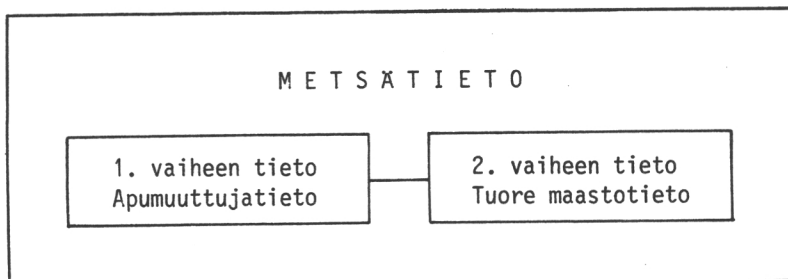 METSÄTIETO
1. vaiheen tieto
Apumuuttujatieto
2. vaiheen tieto
Tuore maastotieto